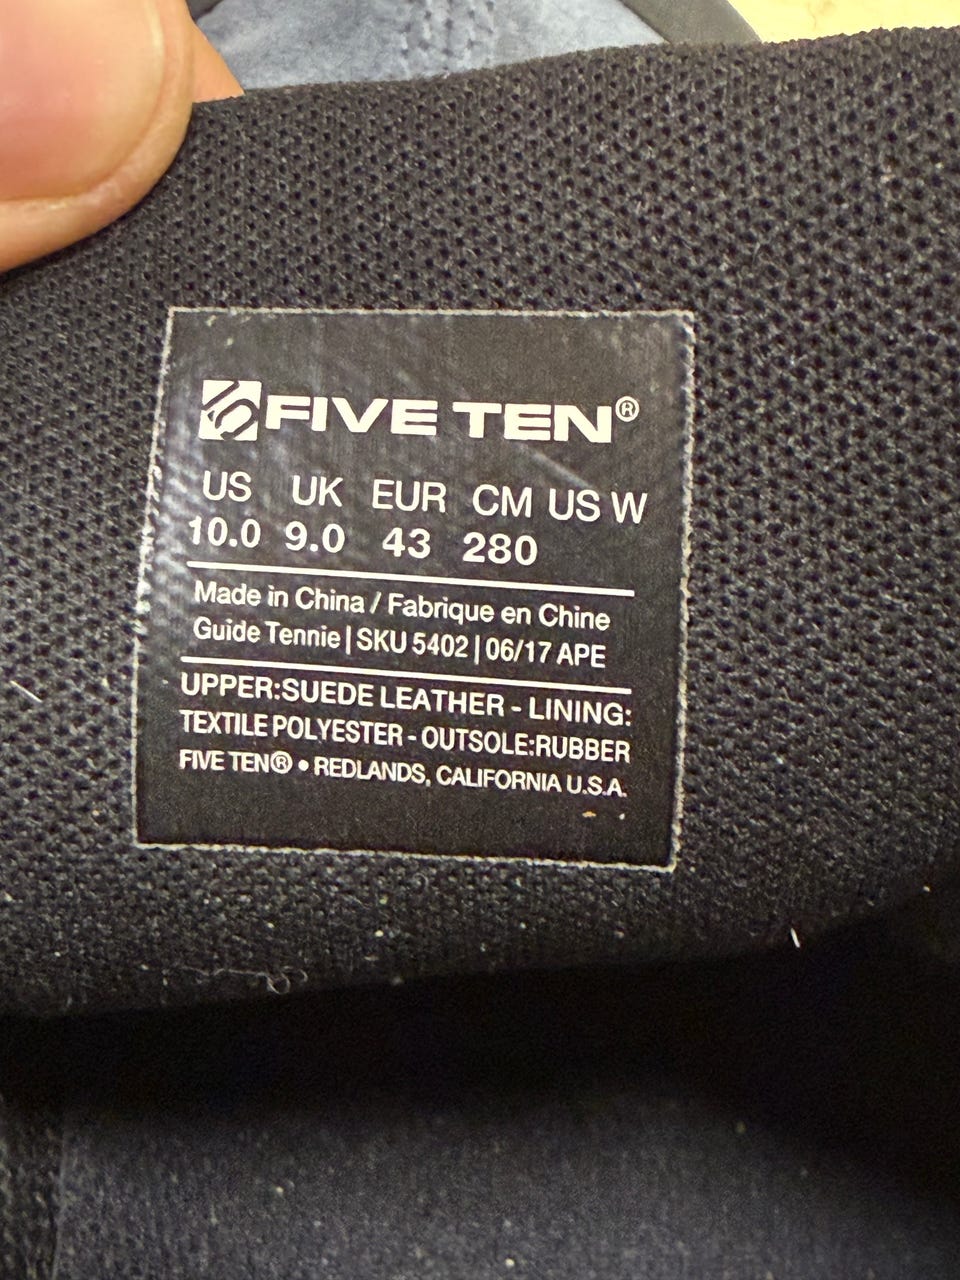 FIVE TEN®
US UK EUR CM US W
10.0 9.0 43 280
Made in China / Fabrique en Chine
Guide Tennie | SKU 5402 | 06/17 APE
UPPER:SUEDE LEATHER - LINING:
TEXTILE POLYESTER - OUTSOLE:RUBBER
FIVE TEN® • REDLANDS, CALIFORNIA U.S.A.